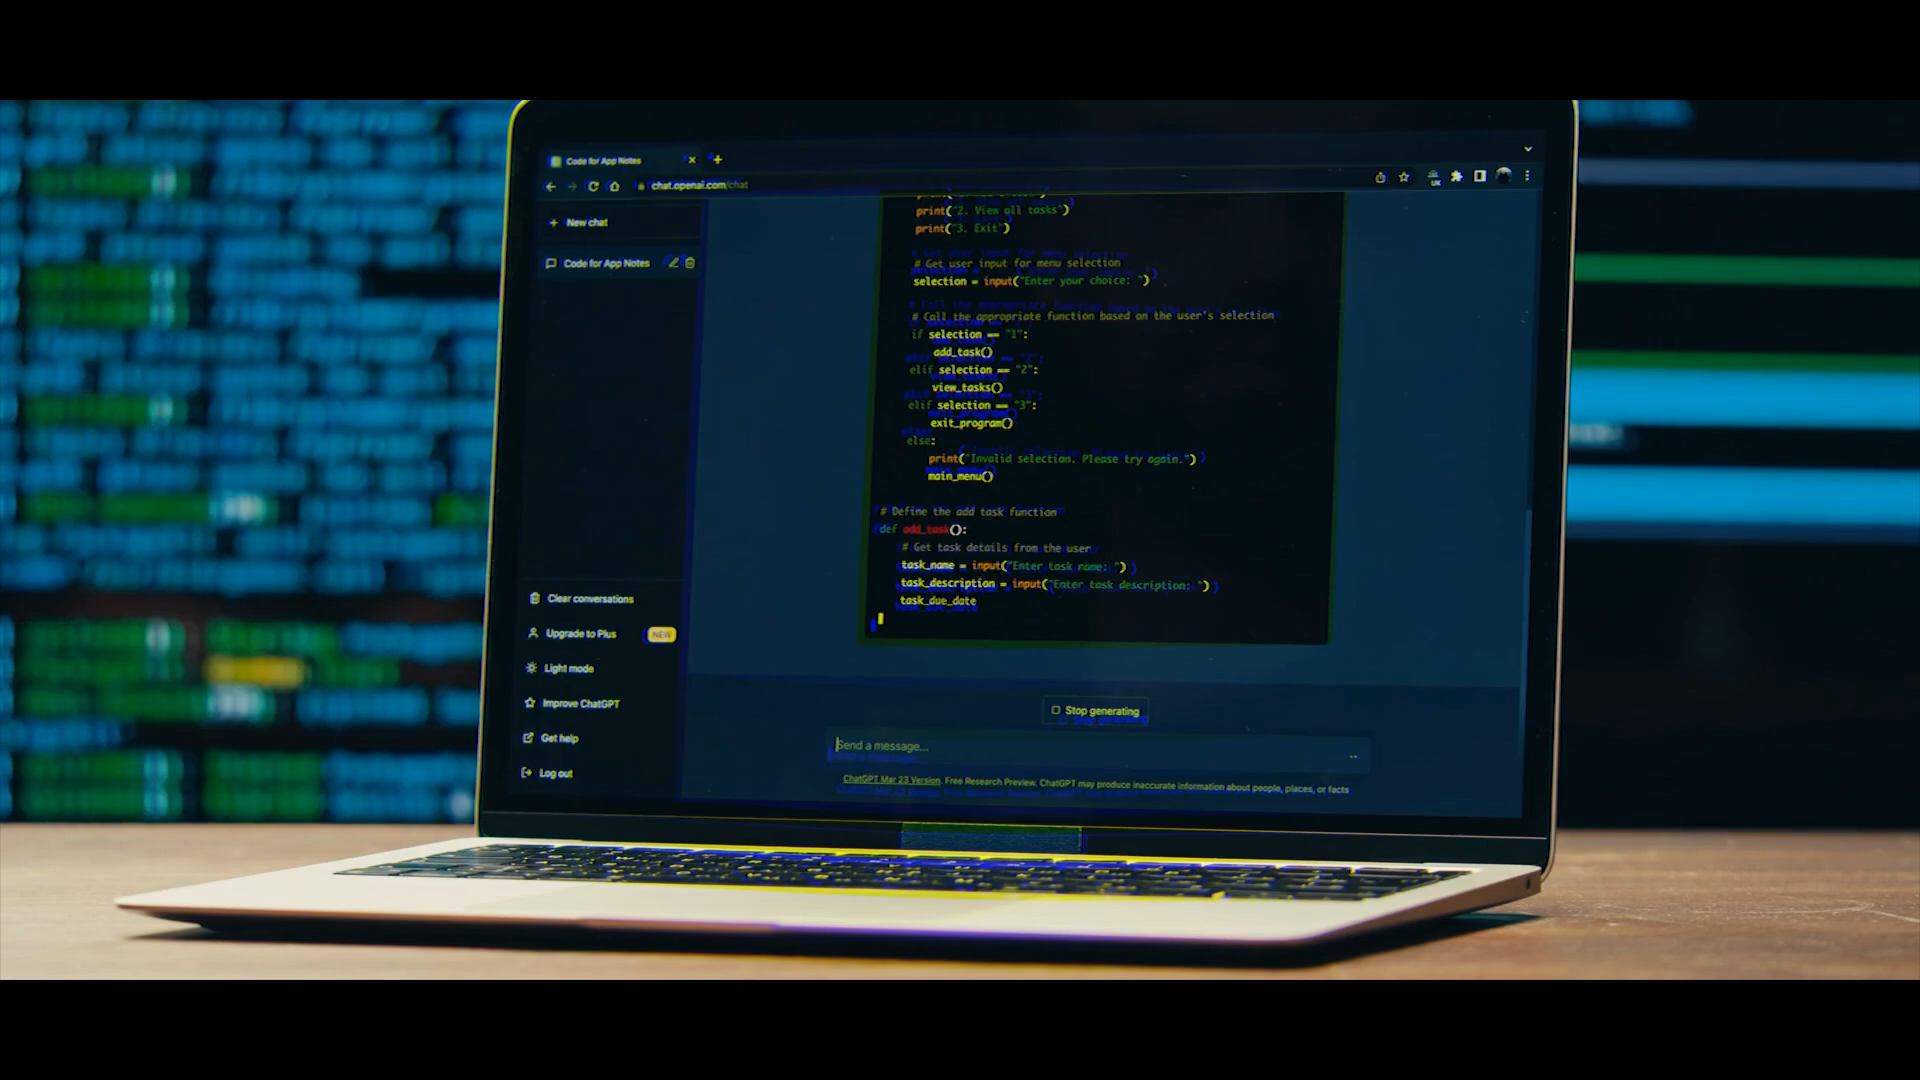 Code for App Notes
chat.openai.com/chat
UK
New chat
Code for App Notes
print("2. View all tasks")
print("3. Exit")
# Get user input for menu selection
selection = input("Enter your choice: ")
# Call the appropriate function based on the user's selection
if selection == "1":
add_task()
elif selection == "2":
view_tasks()
elif selection == "3":
exit_program()
else:
print("Invalid selection. Please try again.")
main_menu()
# Define the add task function
def add_task():
# Get task details from the user
task_name = input("Enter task name: ")
task_description = input("Enter task description: ")
task_due_date
Clear conversations
Upgrade to Plus NEW
Light mode
Improve ChatGPT
Get help
Log out
Stop generating
Send a message...
ChatGPT Mar 23 Version. Free Research Preview. ChatGPT may produce inaccurate information about people, places, or facts